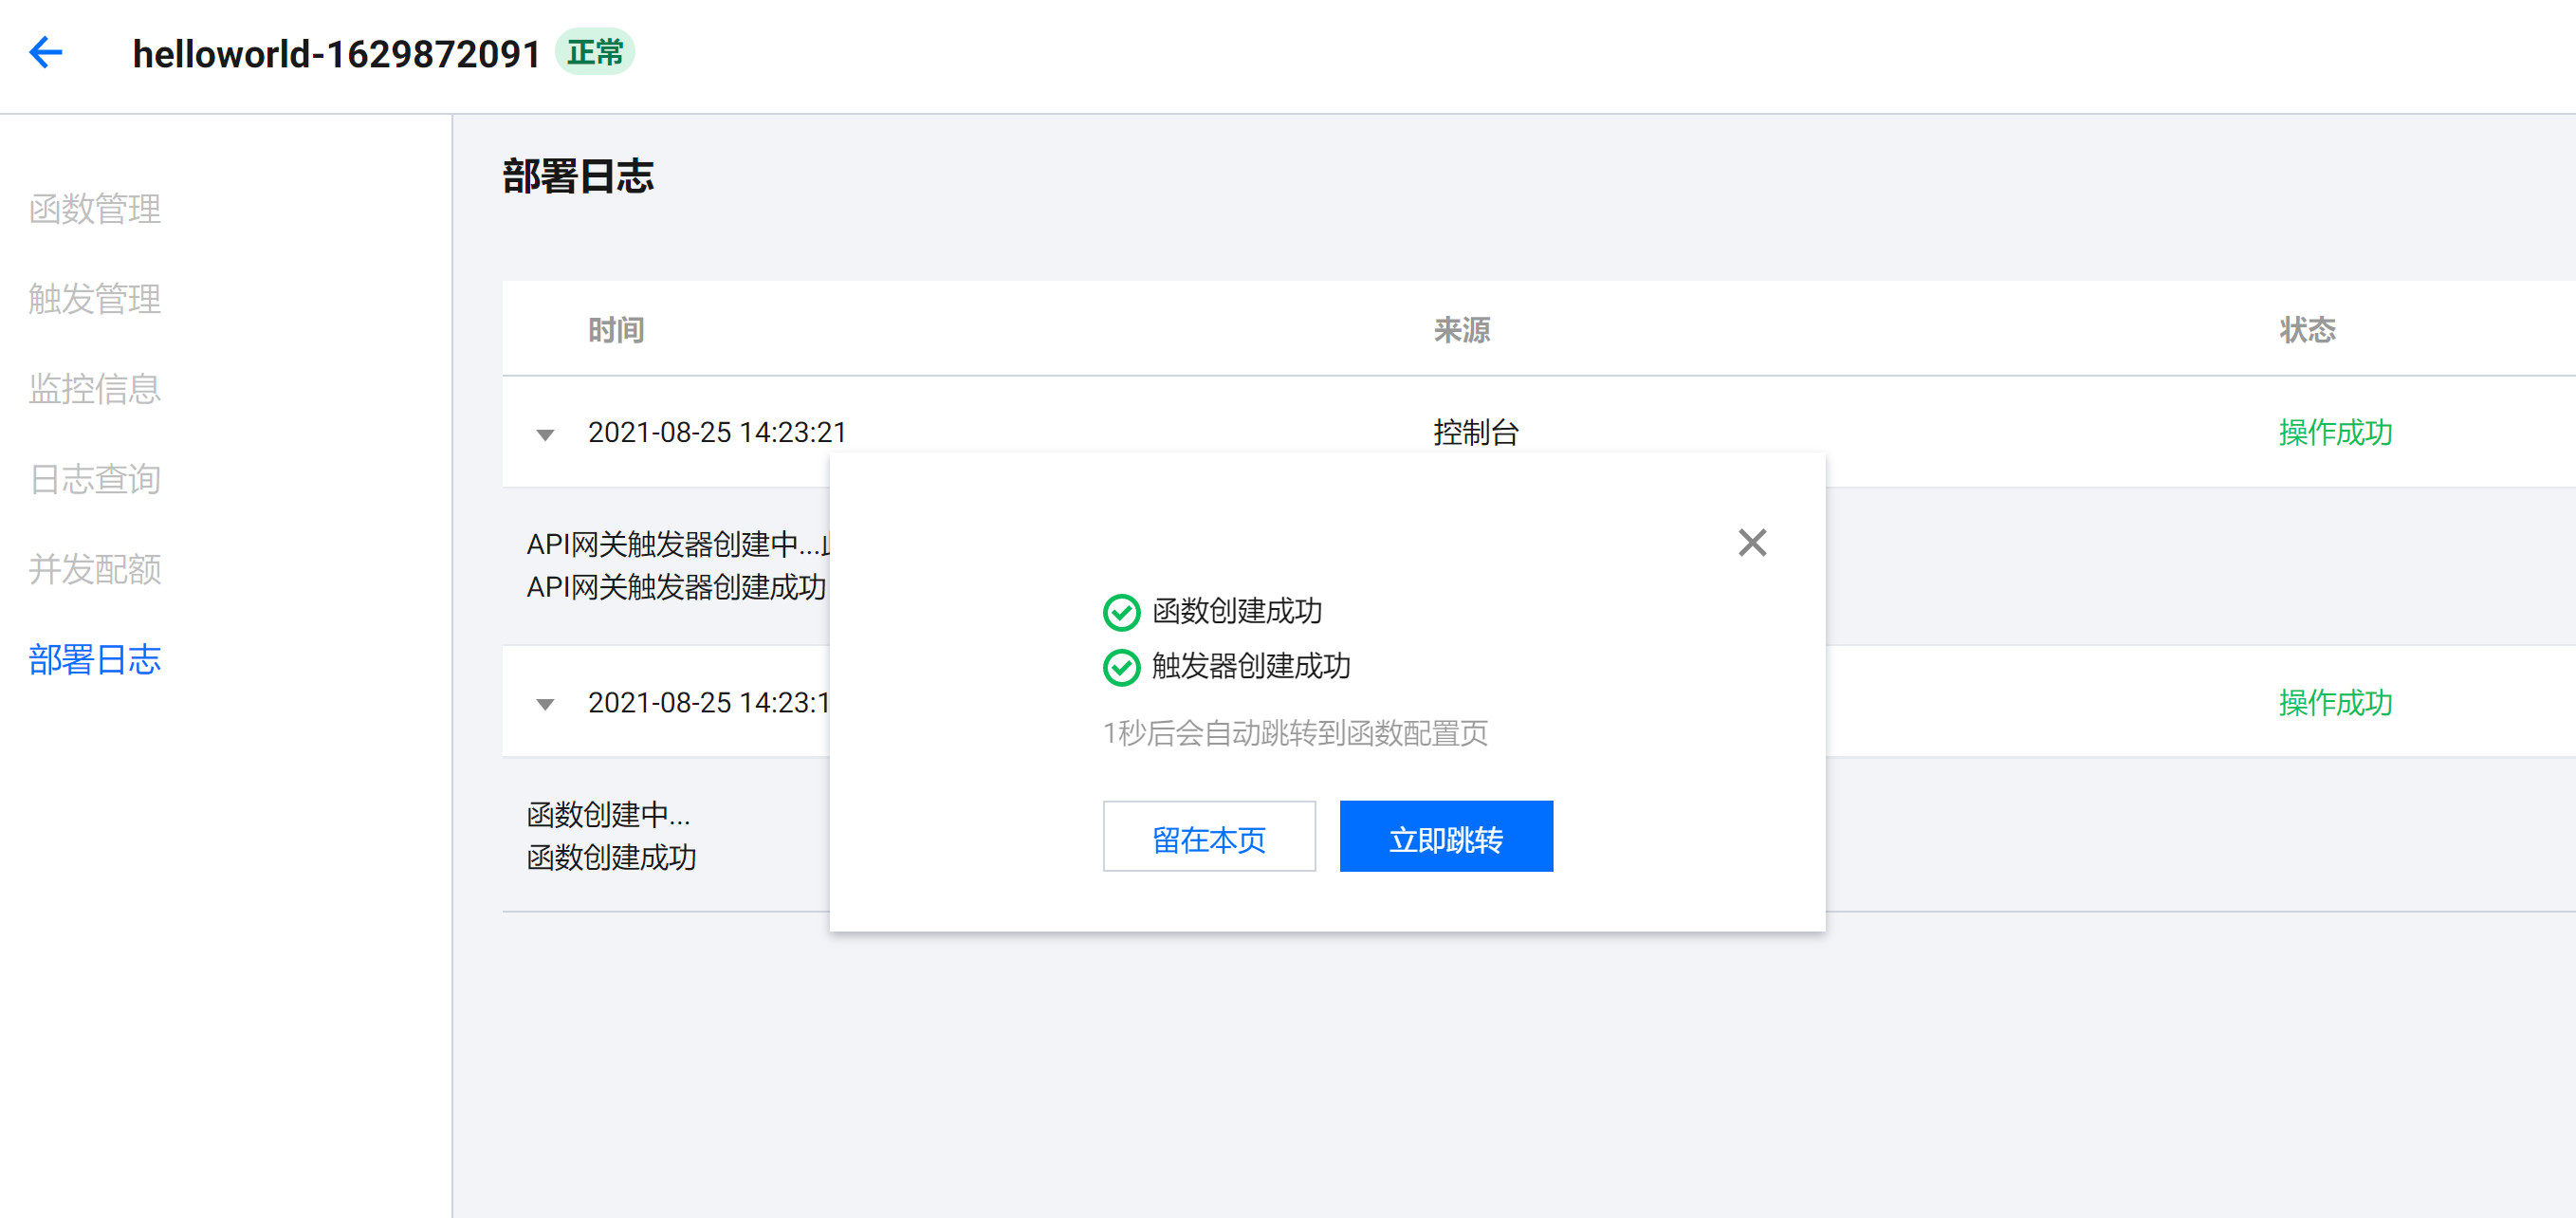 helloworld-1629872091 正常
函数管理
触发管理
监控信息
日志查询
并发配额
部署日志
部署日志
时间 来源 状态
2021-08-25 14:23:21 控制台 操作成功
API网关触发器创建中...
API网关触发器创建成功
2021-08-25 14:23:1 操作成功
函数创建中...
函数创建成功
函数创建成功
触发器创建成功
1秒后会自动跳转到函数配置页
留在本页 立即跳转